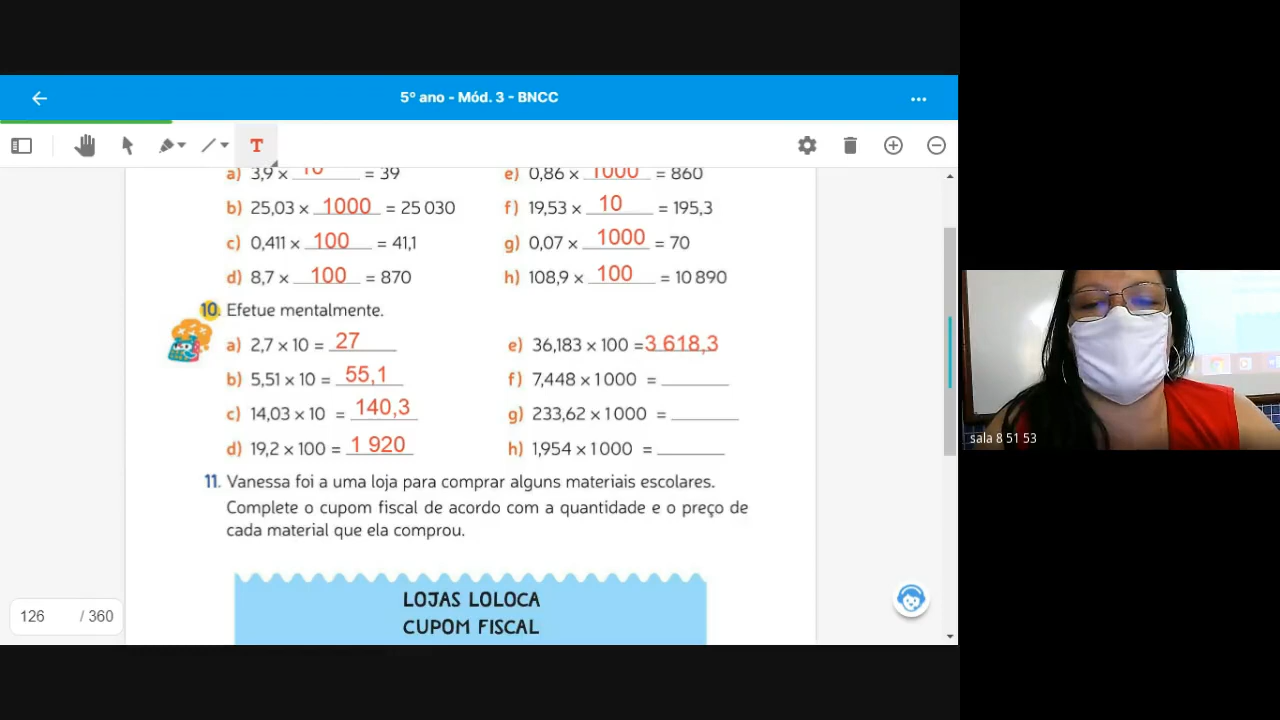 5º ano - Mód. 3 - BNCC
T
a) 3,9 × 10 = 39
e) 0,86 × 1000 = 860
b) 25,03 × 1000 = 25 030
f) 19,53 × 10 = 195,3
c) 0,411 × 100 = 41,1
g) 0,07 × 1000 = 70
d) 8,7 × 100 = 870
h) 108,9 × 100 = 10 890
10. Efetue mentalmente.
a) 2,7 × 10 = 27
e) 36,183 × 100 = 3 618,3
b) 5,51 × 10 = 55,1
f) 7,448 × 1 000 =
c) 14,03 × 10 = 140,3
g) 233,62 × 1 000 =
d) 19,2 × 100 = 1 920
h) 1,954 × 1 000 =
11. Vanessa foi a uma loja para comprar alguns materiais escolares.
Complete o cupom fiscal de acordo com a quantidade e o preço de
cada material que ela comprou.
LOJAS LOLOCA
CUPOM FISCAL
126 / 360
sala 8 51 53